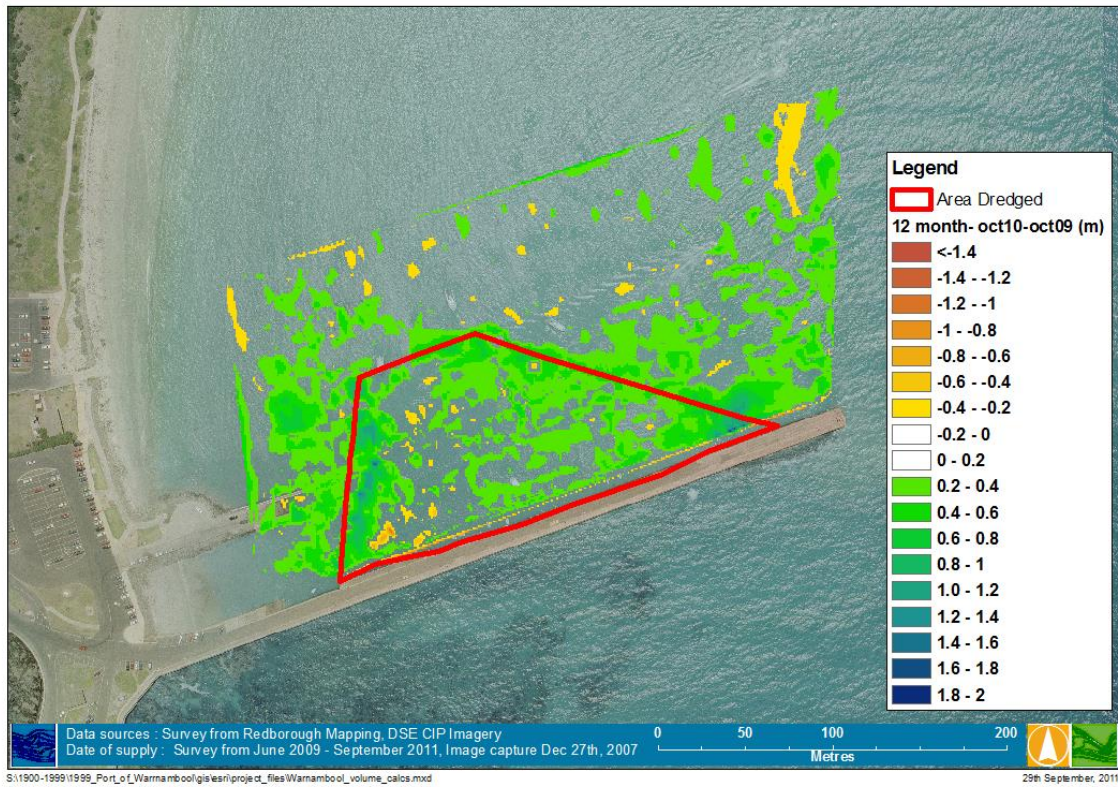 Legend
Area Dredged
12 month- oct10-oct09 (m)
<-1.4
-1.4 - -1.2
-1.2 - -1
-1 - -0.8
-0.8 - -0.6
-0.6 - -0.4
-0.4 - -0.2
-0.2 - 0
0 - 0.2
0.2 - 0.4
0.4 - 0.6
0.6 - 0.8
0.8 - 1
1.0 - 1.2
1.2 - 1.4
1.4 - 1.6
1.6 - 1.8
1.8 - 2
Data sources : Survey from Redborough Mapping, DSE CIP Imagery
Date of supply : Survey from June 2009 - September 2011, Image capture Dec 27th, 2007
0 50 100 200
Metres
S:\1900-1999\1999_Port_of_Warrnambool\gis\esri\project_files\Warnambool_volume_calcs.mxd
29th September, 2011